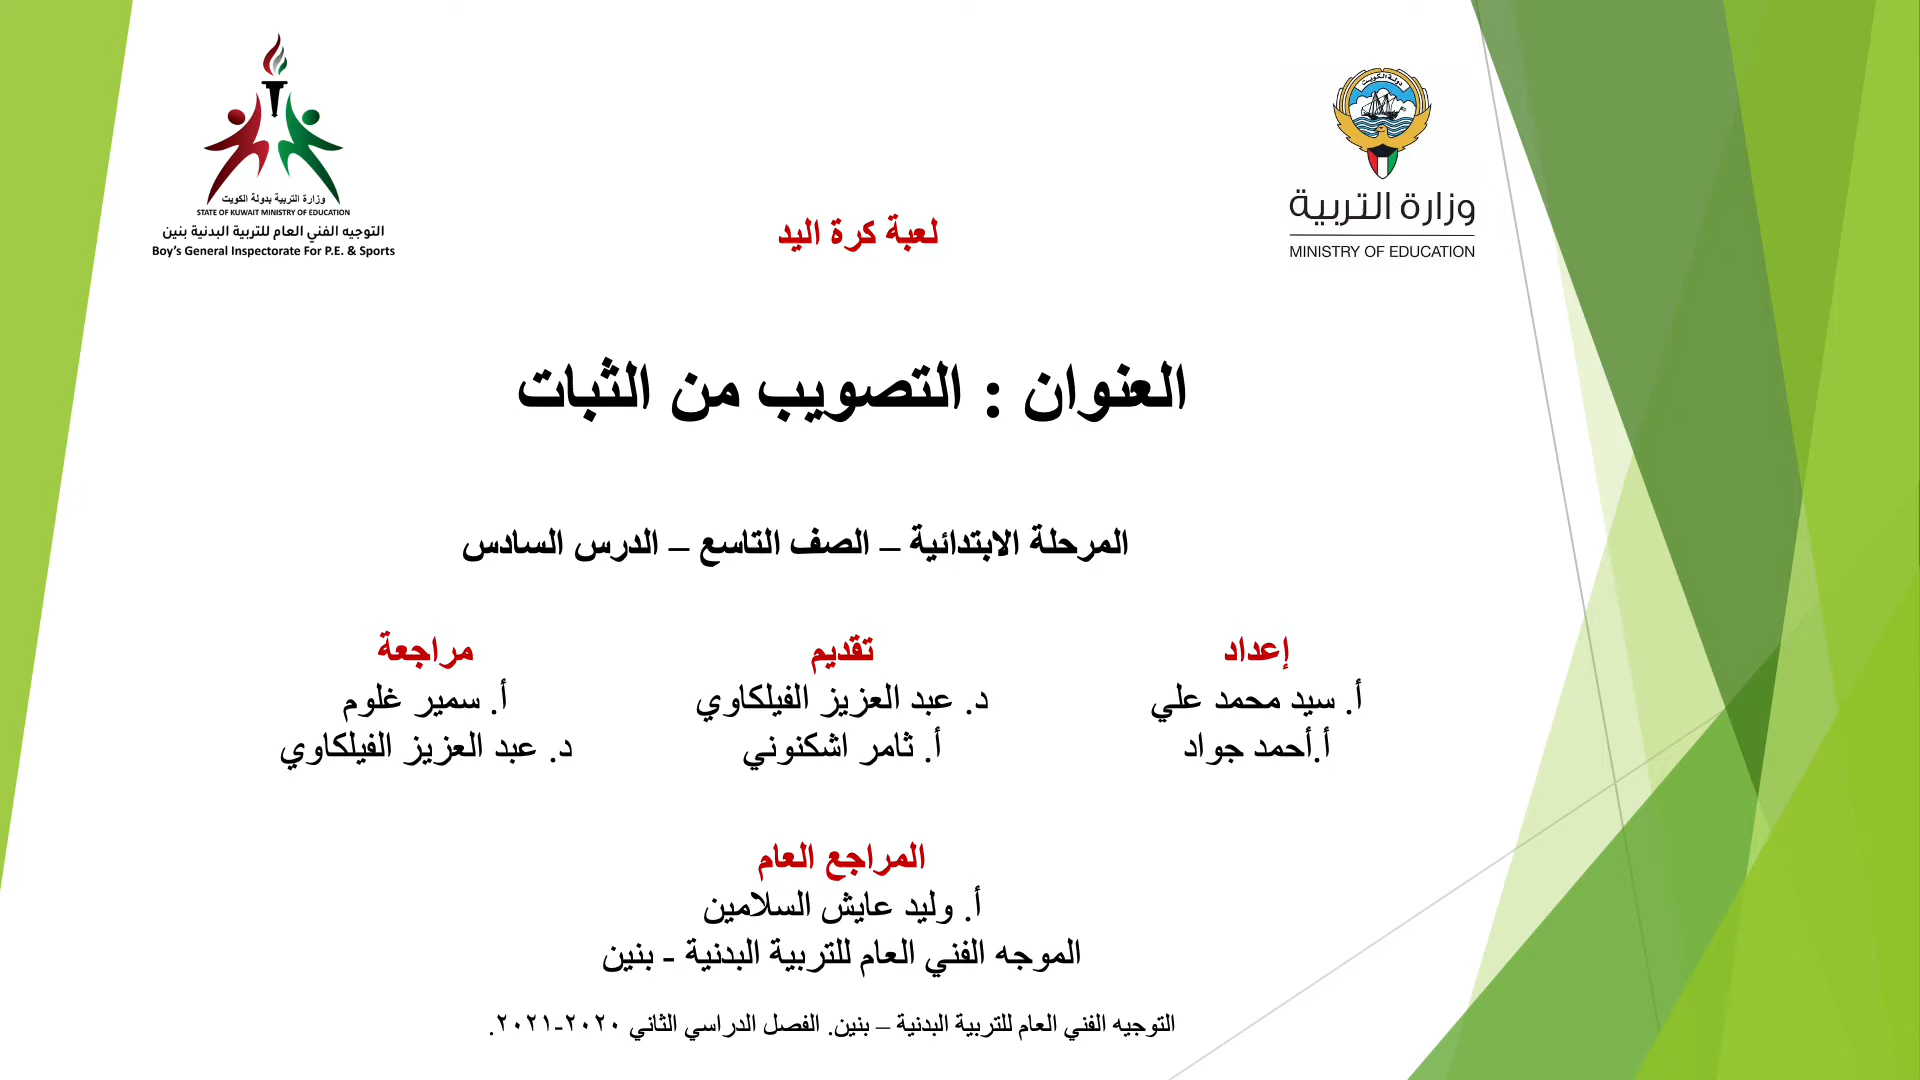 دولة الكويت
وزارة التربية
MINISTRY OF EDUCATION
وزارة التربية بدولة الكويت
STATE OF KUWAIT MINISTRY OF EDUCATION
التوجيه الفني العام للتربية البدنية بنين
Boy's General Inspectorate For P.E. & Sports
لعبة كرة اليد
العنوان : التصويب من الثبات
المرحلة الابتدائية – الصف التاسع – الدرس السادس
إعداد
أ. سيد محمد علي
أ.أحمد جواد
تقديم
د. عبد العزيز الفيلكاوي
أ. ثامر اشكنوني
مراجعة
أ. سمير غلوم
د. عبد العزيز الفيلكاوي
المراجع العام
أ. وليد عايش السلامين
الموجه الفني العام للتربية البدنية - بنين
التوجيه الفني العام للتربية البدنية – بنين. الفصل الدراسي الثاني ٢٠٢٠-٢٠٢١.